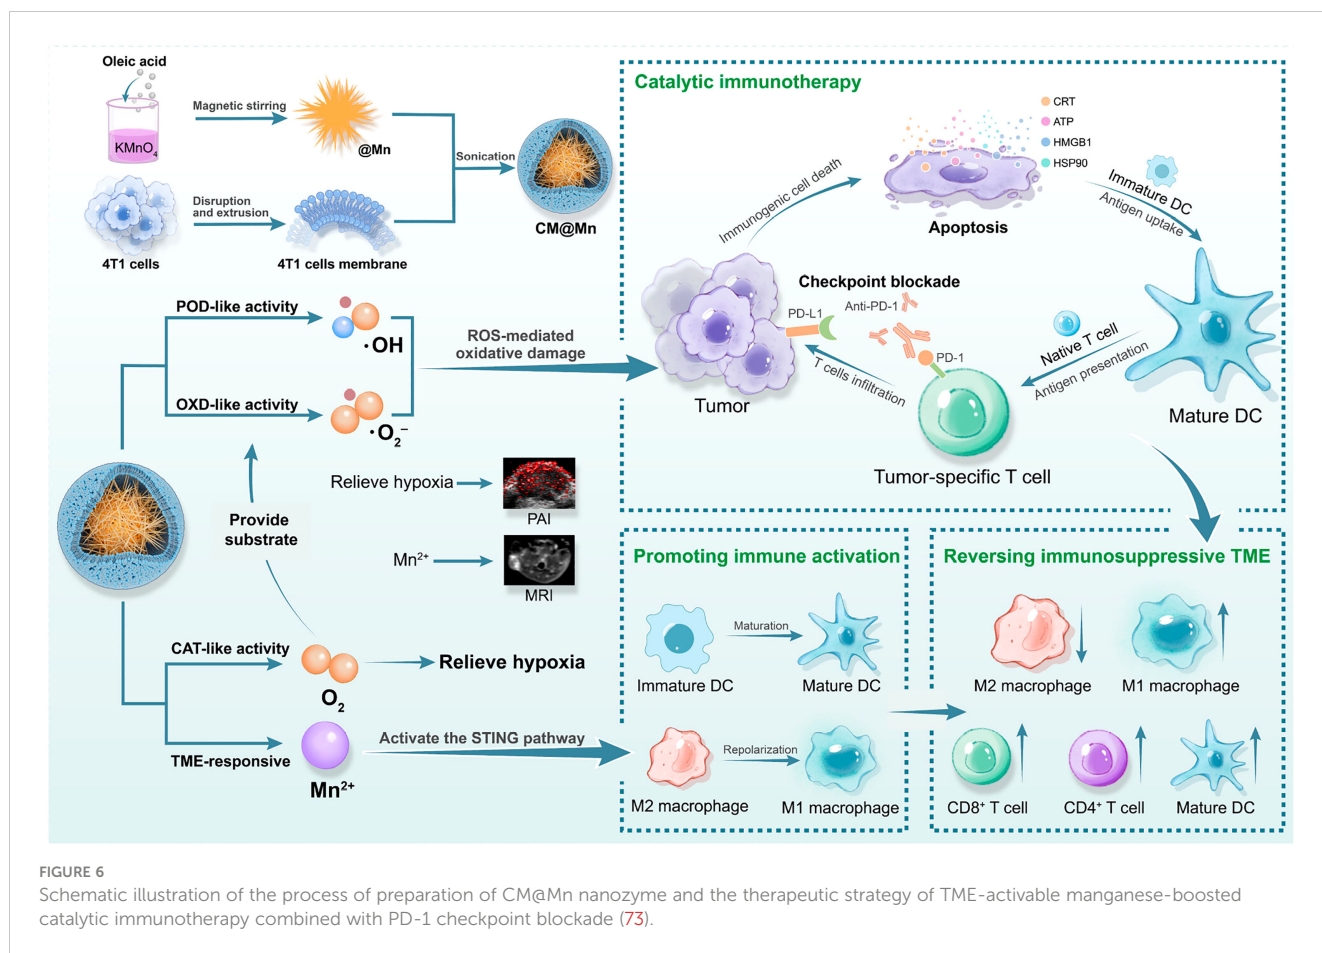 Oleic acid
KMnO4
Magnetic stirring
@Mn
4T1 cells
Disruption
and extrusion
4T1 cells membrane
Sonication
CM@Mn
POD-like activity
·OH
OXD-like activity
·O2−
ROS-mediated
oxidative damage
Provide
substrate
Relieve hypoxia
PAI
Mn2+
MRI
CAT-like activity
O2
Relieve hypoxia
TME-responsive
Mn2+
Activate the STING pathway
Catalytic immunotherapy
Immunogenic cell death
CRT
ATP
HMGB1
HSP90
Apoptosis
Immature DC
Antigen uptake
Checkpoint blockade
PD-L1
Anti-PD-1
PD-1
Native T cell
Antigen presentation
T cells infiltration
Tumor
Mature DC
Tumor-specific T cell
Promoting immune activation
Immature DC
Maturation
Mature DC
M2 macrophage
Repolarization
M1 macrophage
Reversing immunosuppressive TME
M2 macrophage
M1 macrophage
CD8+ T cell
CD4+ T cell
Mature DC
FIGURE 6
Schematic illustration of the process of preparation of CM@Mn nanozyme and the therapeutic strategy of TME-activable manganese-boosted
catalytic immunotherapy combined with PD-1 checkpoint blockade (73).